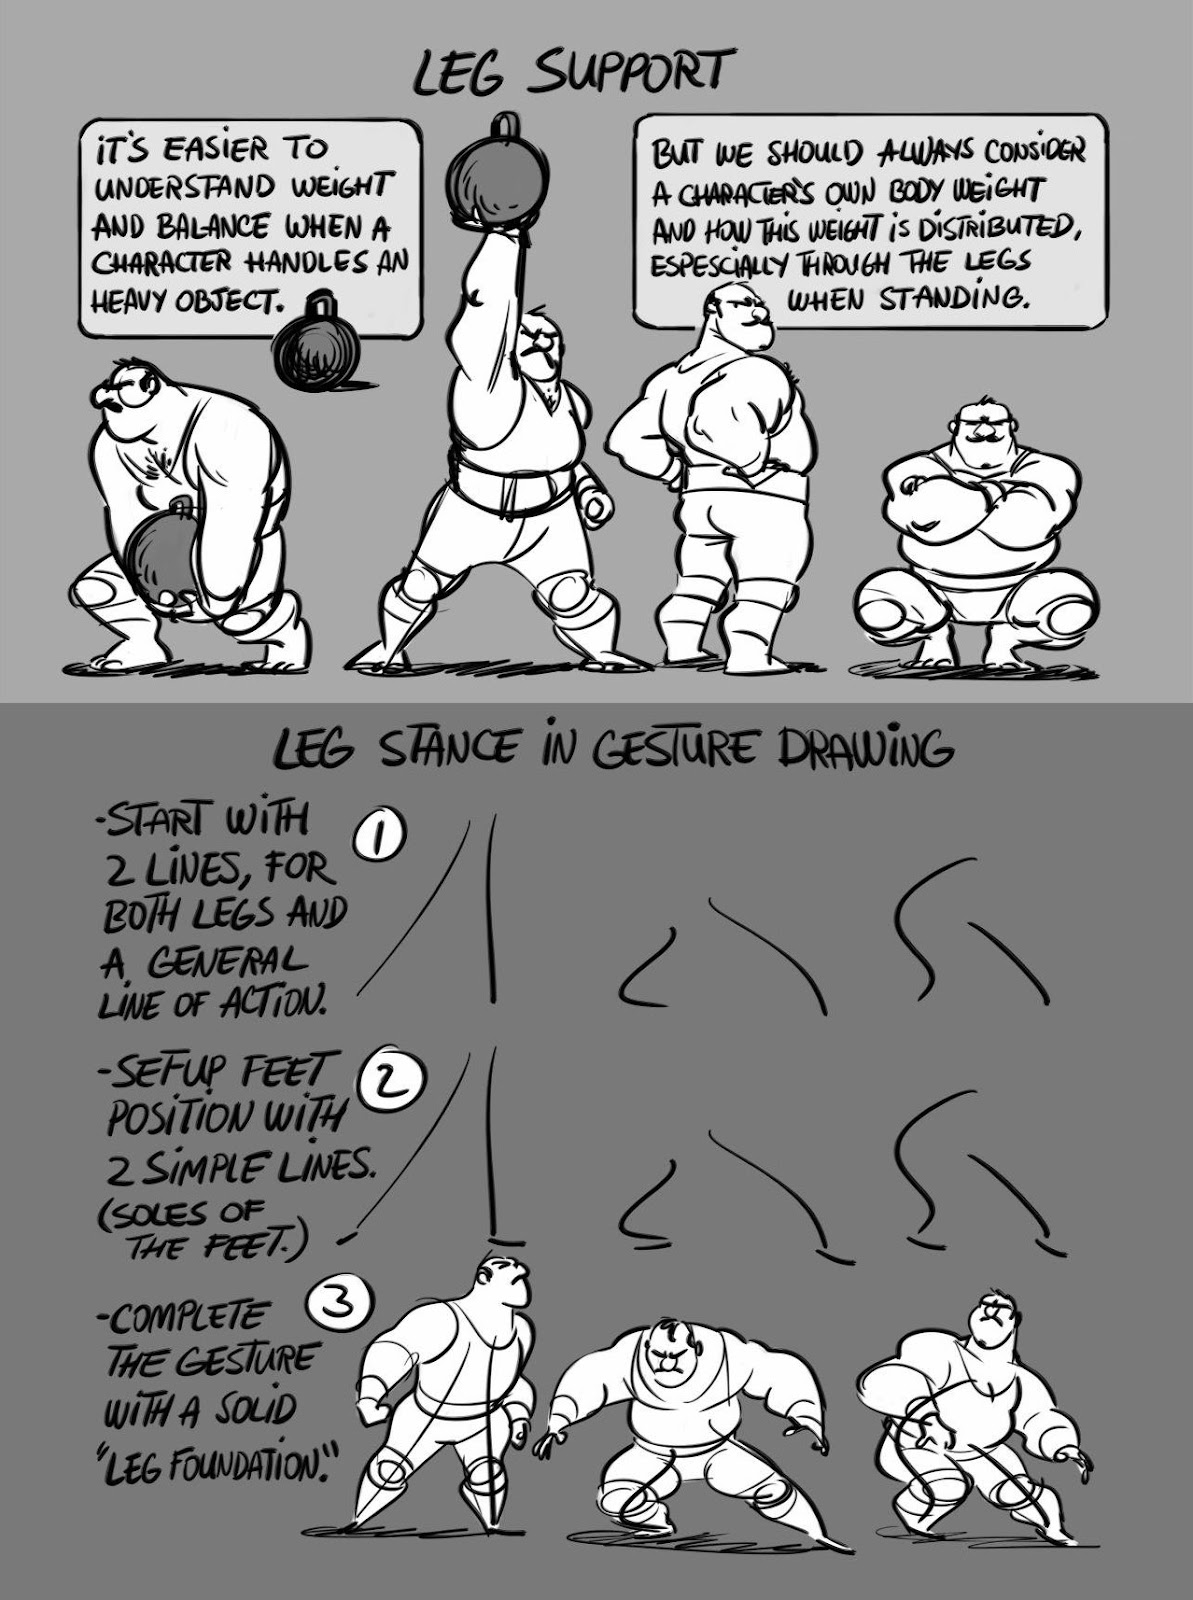 LEG SUPPORT
IT'S EASIER TO
UNDERSTAND WEIGHT
AND BALANCE WHEN A
CHARACTER HANDLES AN
HEAVY OBJECT.
BUT WE SHOULD ALWAYS CONSIDER
A CHARACTER'S OWN BODY WEIGHT
AND HOW THIS WEIGHT IS DISTRIBUTED,
ESPESCIALLY THROUGH THE LEGS
WHEN STANDING.
LEG STANCE IN GESTURE DRAWING
-START WITH
2 LINES, FOR
BOTH LEGS AND
A GENERAL
LINE OF ACTION.
1
-SETUP FEET
POSITION WITH
2 SIMPLE LINES.
(SOLES OF
THE FEET.)
2
-COMPLETE
THE GESTURE
WITH A SOLID
"LEG FOUNDATION."
3